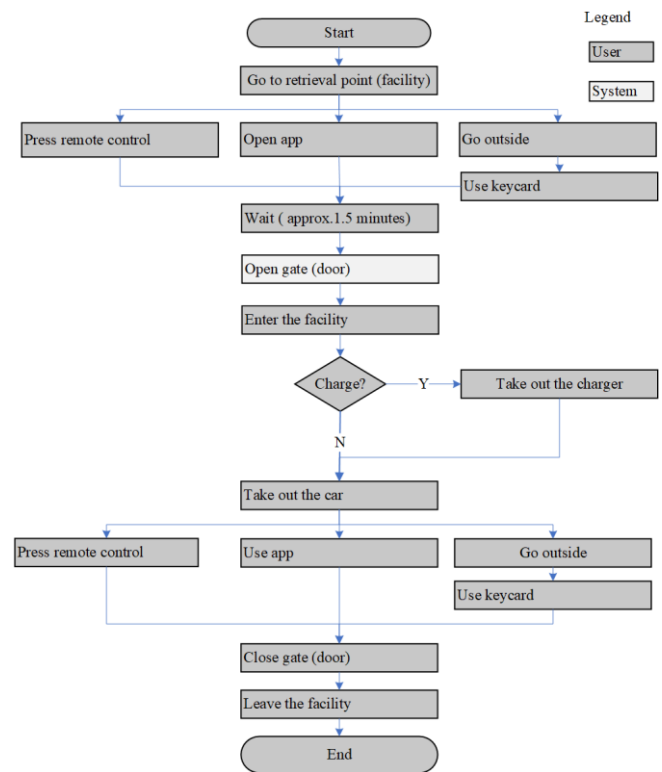 Legend
Start
User
Go to retrieval point (facility)
System
Press remote control
Open app
Go outside
Use keycard
Wait ( approx.1.5 minutes)
Open gate (door)
Enter the facility
Charge?
Y
Take out the charger
N
Take out the car
Press remote control
Use app
Go outside
Use keycard
Close gate (door)
Leave the facility
End